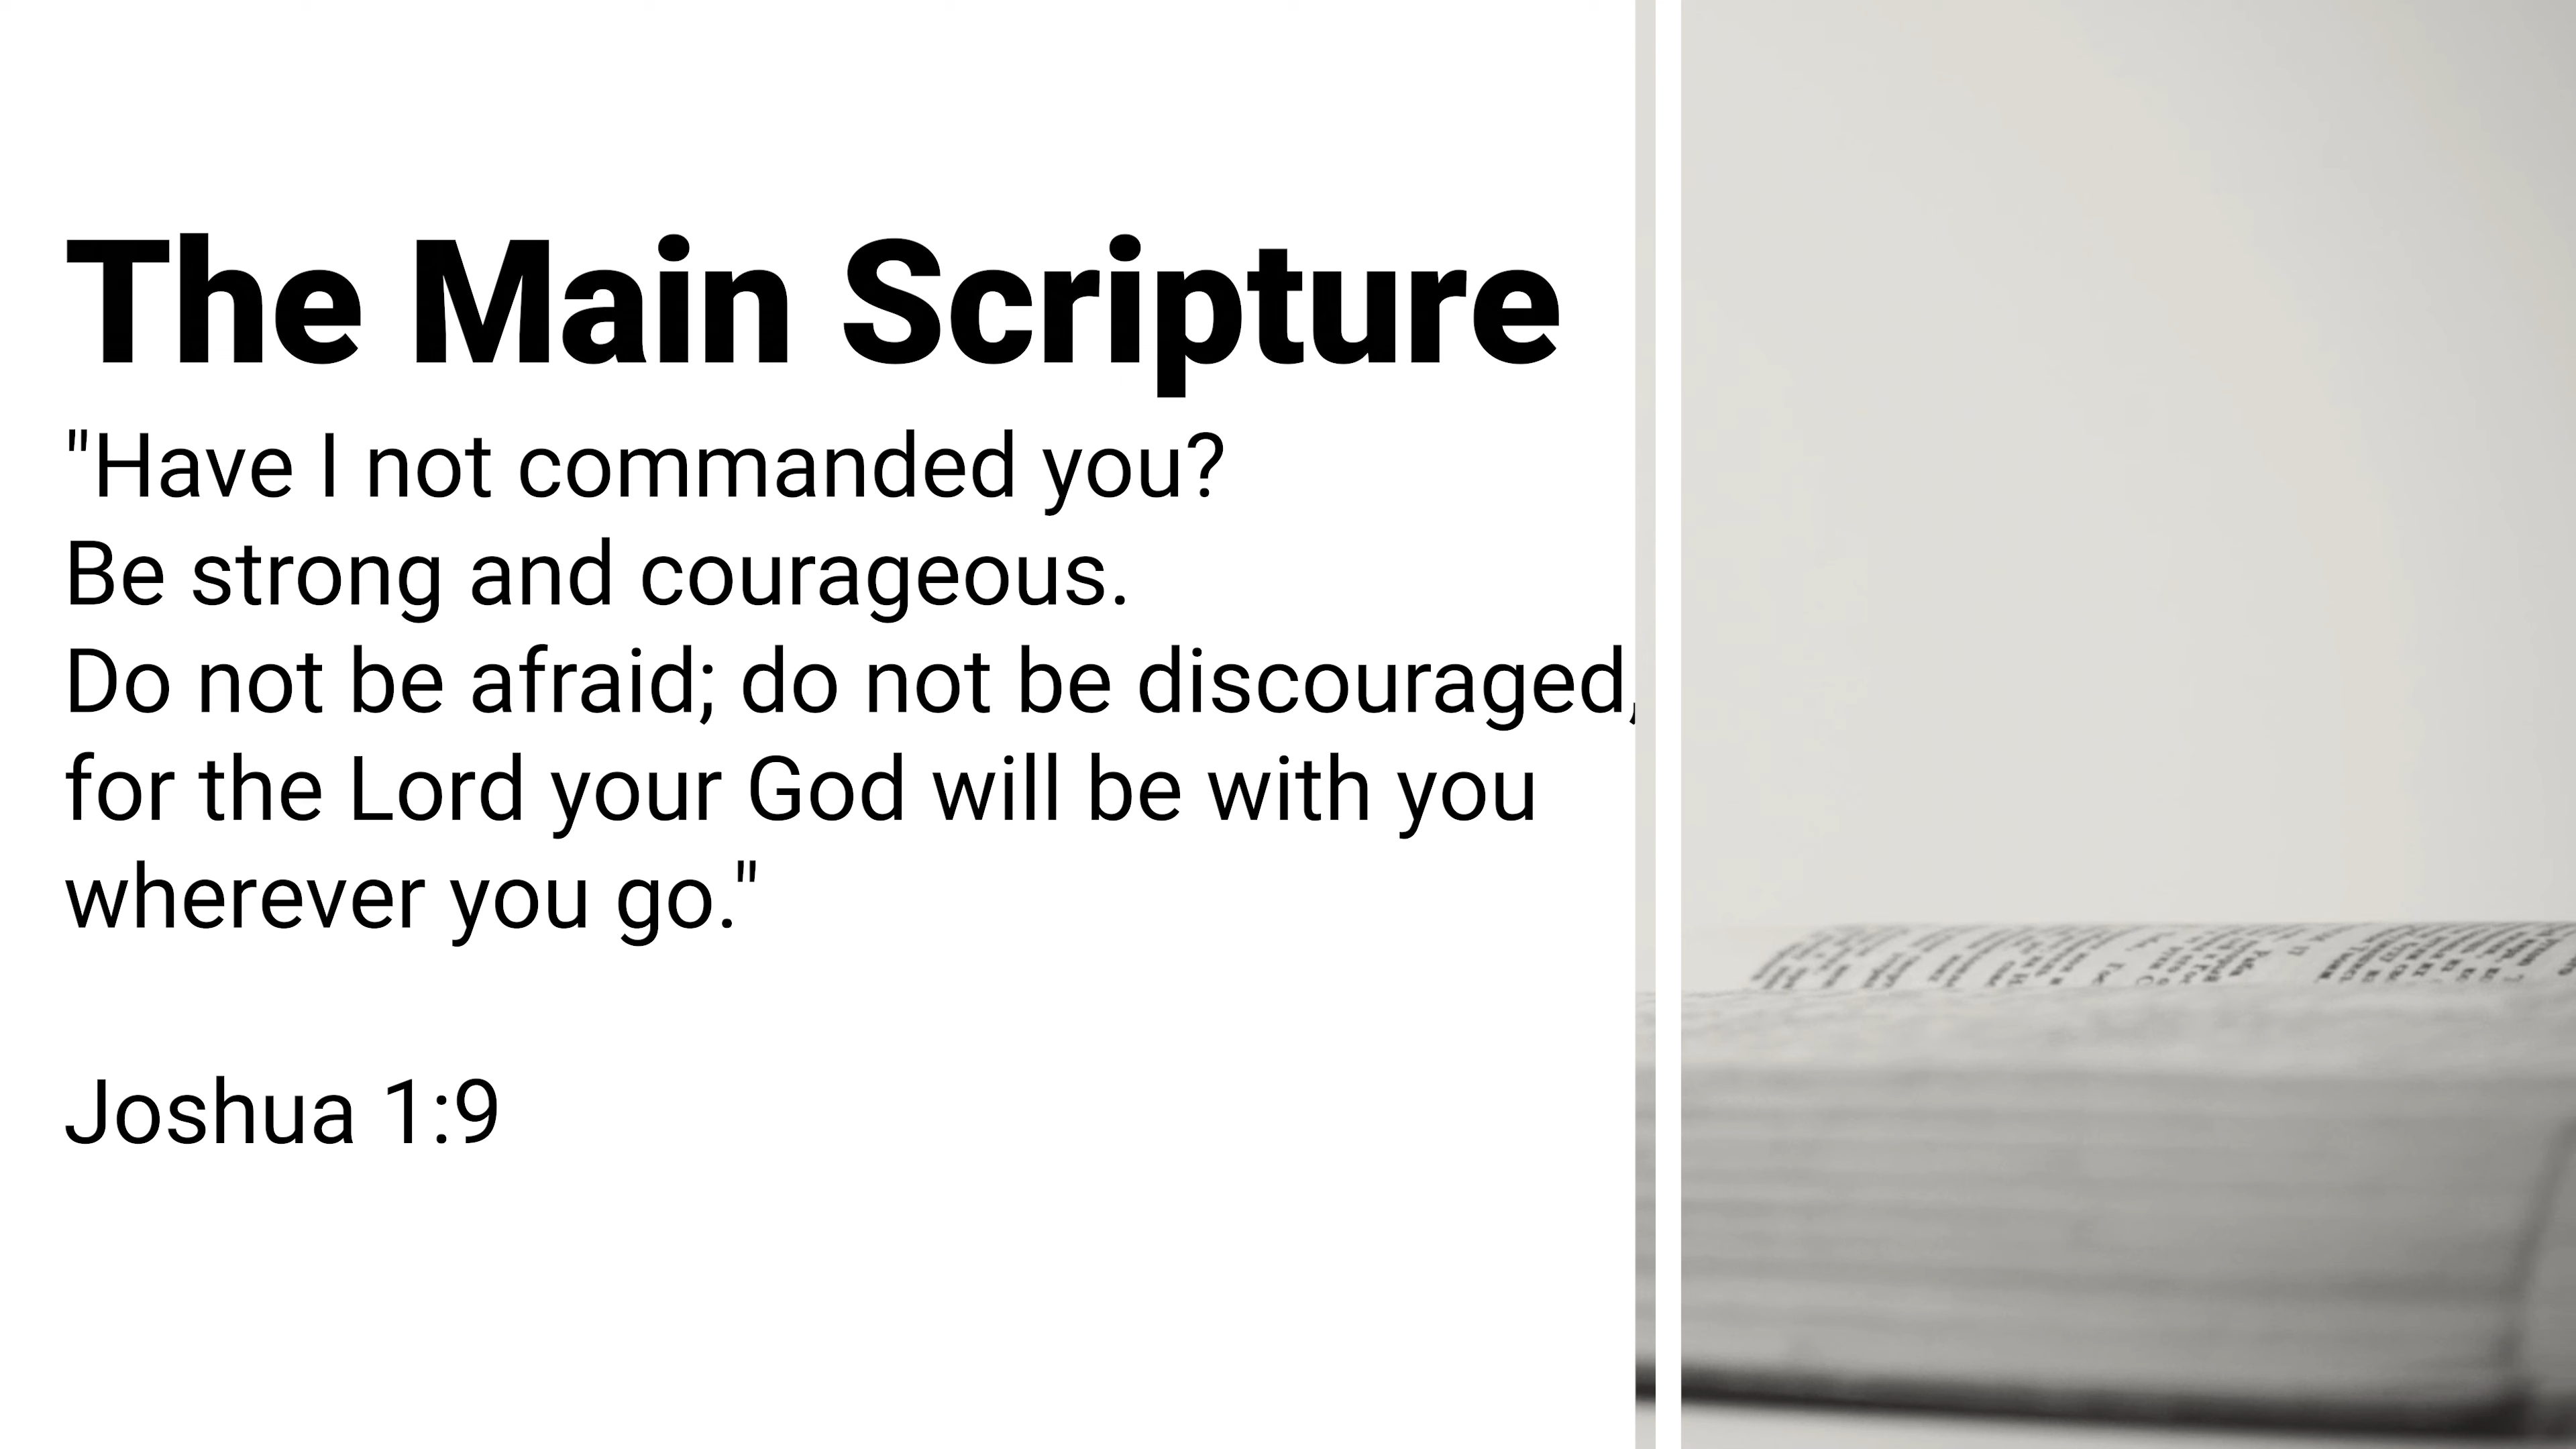 The Main Scripture
"Have I not commanded you?
Be strong and courageous.
Do not be afraid; do not be discouraged,
for the Lord your God will be with you
wherever you go."
Joshua 1:9